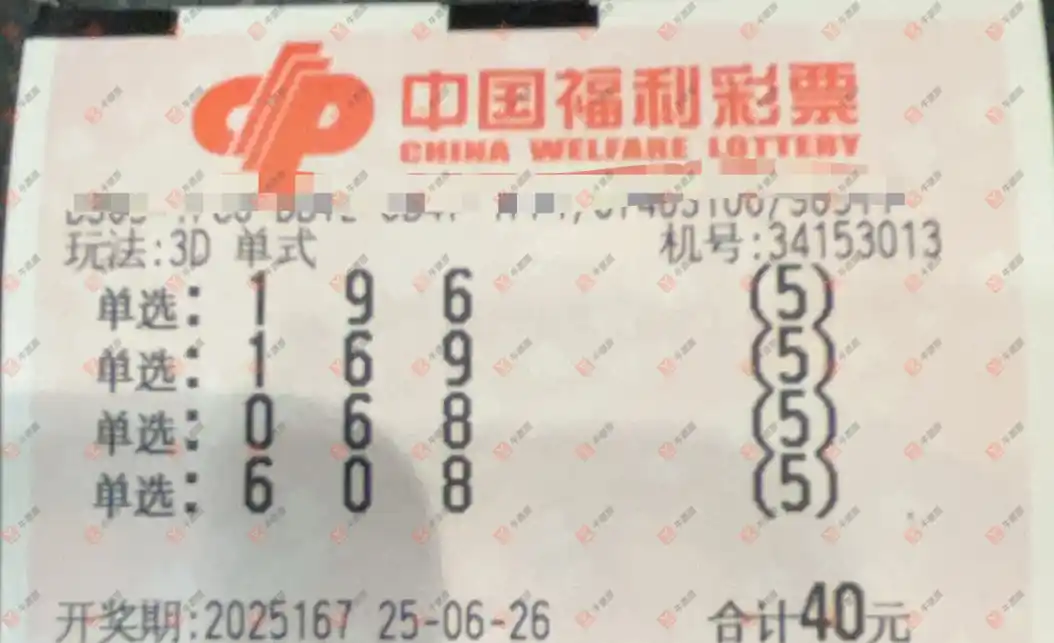 中国福利彩票
CHINA WELFARE LOTTERY
玩法:3D 单式 机号:34153013
单选: 1 9 6 (5)
单选: 1 6 9 (5)
单选: 0 6 8 (5)
单选: 6 0 8 (5)
开奖期:2025167 25-06-26 合计40元